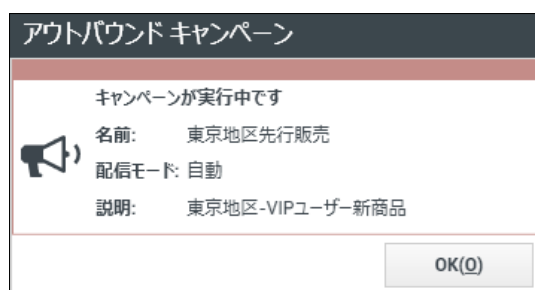 アウトバウンド キャンペーン
キャンペーンが実行中です
名前: 東京地区先行販売
配信モード: 自動
説明: 東京地区-VIPユーザー新商品
OK(O)